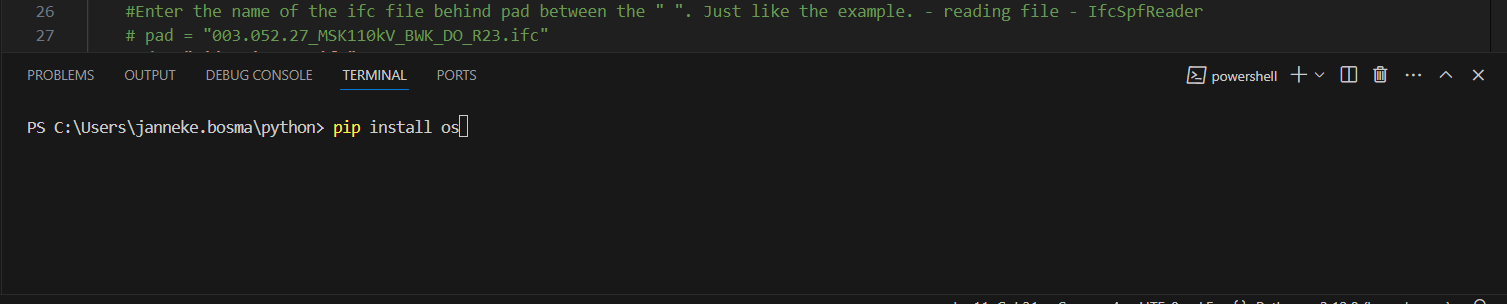 26 #Enter the name of the ifc file behind pad between the " ". Just like the example. - reading file - IfcSpfReader
27 # pad = "003.052.27_MSK110kV_BWK_DO_R23.ifc"
PROBLEMS OUTPUT DEBUG CONSOLE TERMINAL PORTS powershell
PS C:\Users\janneke.bosma\python> pip install os